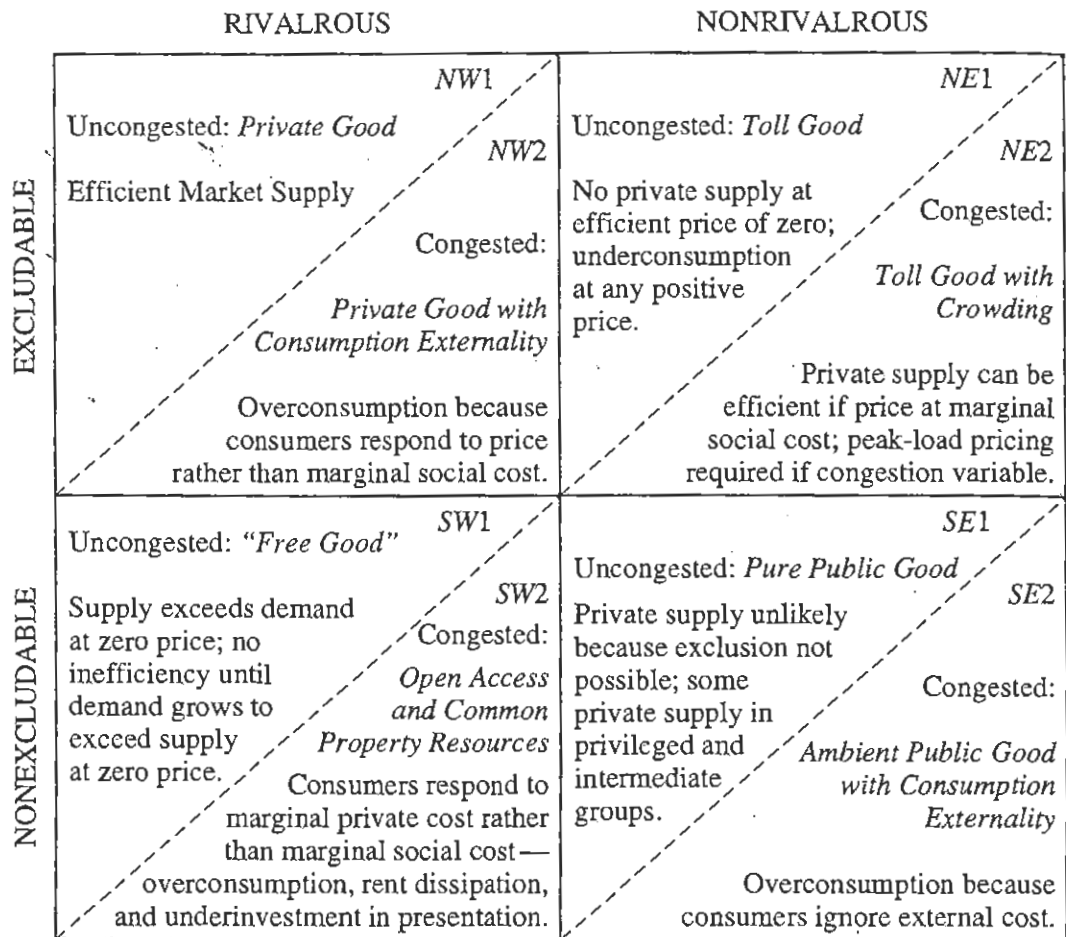 RIVALROUS
NONRIVALROUS
EXCLUDABLE
NW1
Uncongested: Private Good
NW2
Efficient Market Supply
Congested:
Private Good with
Consumption Externality
Overconsumption because
consumers respond to price
rather than marginal social cost.
NE1
Uncongested: Toll Good
NE2
No private supply at
efficient price of zero;
underconsumption
at any positive
price.
Congested:
Toll Good with
Crowding
Private supply can be
efficient if price at marginal
social cost; peak-load pricing
required if congestion variable.
NONEXCLUDABLE
SW1
Uncongested: "Free Good"
SW2
Supply exceeds demand
at zero price; no
inefficiency until
demand grows to
exceed supply
at zero price.
Congested:
Open Access
and Common
Property Resources
Consumers respond to
marginal private cost rather
than marginal social cost—
overconsumption, rent dissipation,
and underinvestment in presentation.
SE1
Uncongested: Pure Public Good
SE2
Private supply unlikely
because exclusion not
possible; some
private supply in
privileged and
intermediate
groups.
Congested:
Ambient Public Good
with Consumption
Externality
Overconsumption because
consumers ignore external cost.